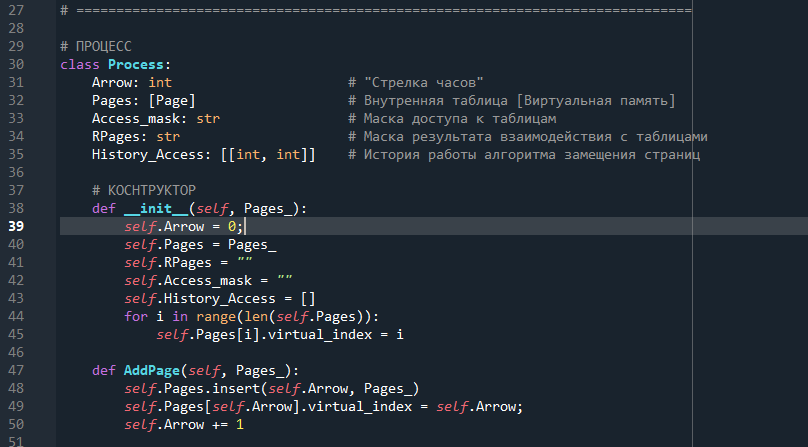 27 # =============================================================================
28
29 # ПРОЦЕСС
30 class Process:
31     Arrow: int                      # "Стрелка часов"
32     Pages: [Page]                   # Внутренняя таблица [Виртуальная память]
33     Access_mask: str                # Маска доступа к таблицам
34     RPages: str                     # Маска результата взаимодействия с таблицами
35     History_Access: [[int, int]]    # История работы алгоритма замещения страниц
36
37     # КОСНТРУКТОР
38     def __init__(self, Pages_):
39         self.Arrow = 0;
40         self.Pages = Pages_
41         self.RPages = ""
42         self.Access_mask = ""
43         self.History_Access = []
44         for i in range(len(self.Pages)):
45             self.Pages[i].virtual_index = i
46
47     def AddPage(self, Pages_):
48         self.Pages.insert(self.Arrow, Pages_)
49         self.Pages[self.Arrow].virtual_index = self.Arrow;
50         self.Arrow += 1
51